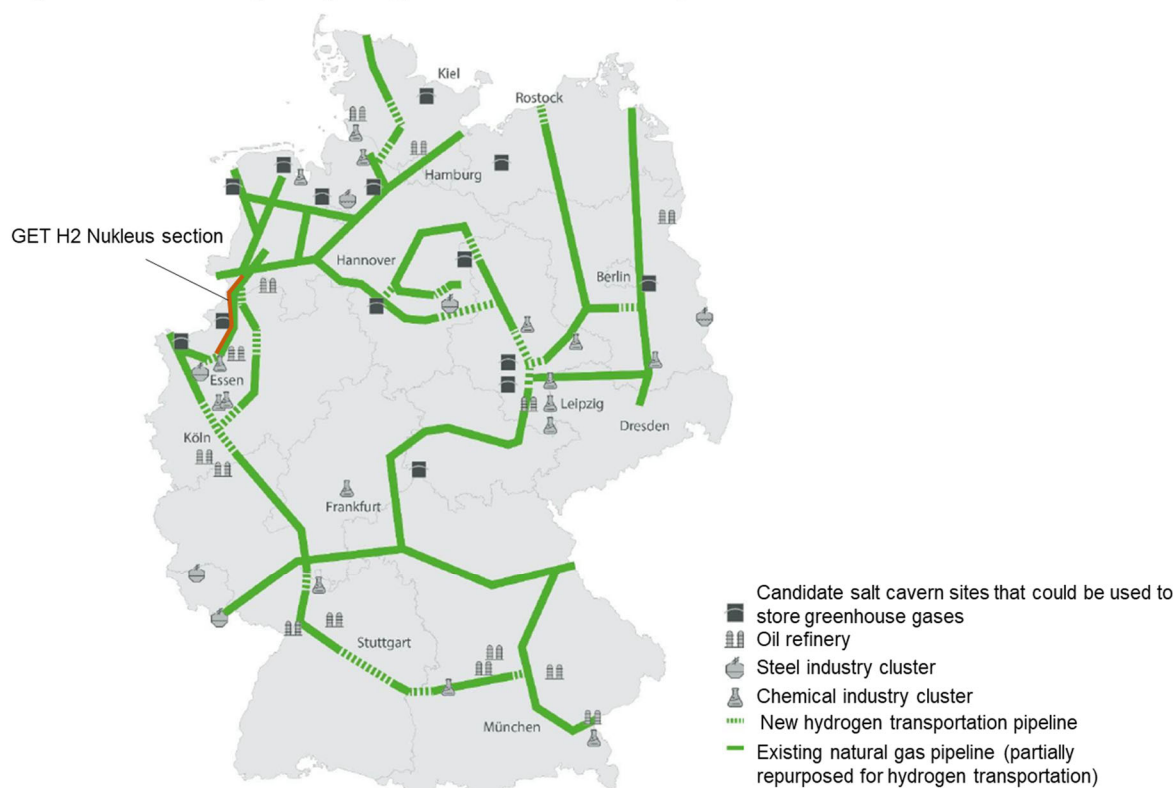 Kiel
Rostock
Hamburg
GET H2 Nukleus section
Hannover
Berlin
Essen
Leipzig
Dresden
Köln
Frankfurt
Stuttgart
München
Candidate salt cavern sites that could be used to
store greenhouse gases
Oil refinery
Steel industry cluster
Chemical industry cluster
New hydrogen transportation pipeline
Existing natural gas pipeline (partially
repurposed for hydrogen transportation)